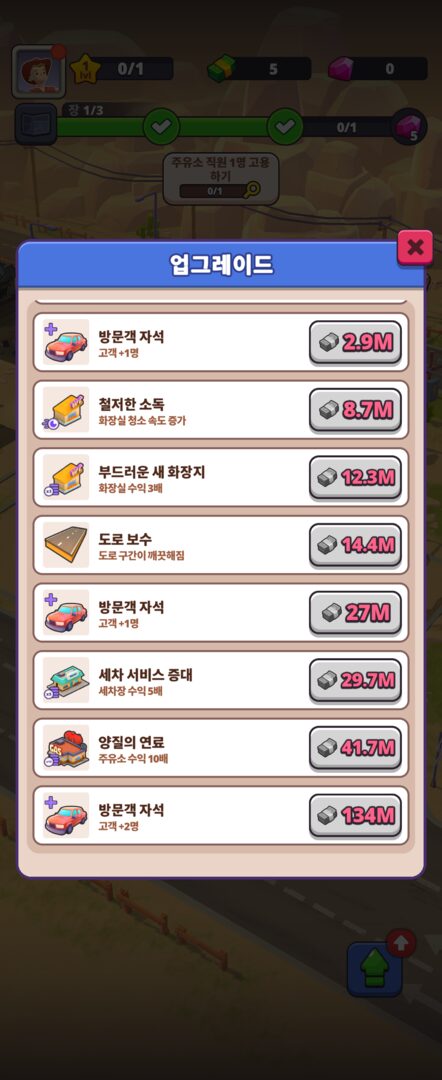 1
lvl
0/1
5
0
장 1/3
0/1
5
주유소 직원 1명 고용
하기
0/1
업그레이드
방문객 자석
고객 +1명
2.9M
철저한 소독
화장실 청소 속도 증가
8.7M
부드러운 새 화장지
화장실 수익 3배
12.3M
도로 보수
도로 구간이 깨끗해짐
14.4M
방문객 자석
고객 +1명
27M
세차 서비스 증대
세차장 수익 5배
29.7M
양질의 연료
주유소 수익 10배
41.7M
방문객 자석
고객 +2명
134M